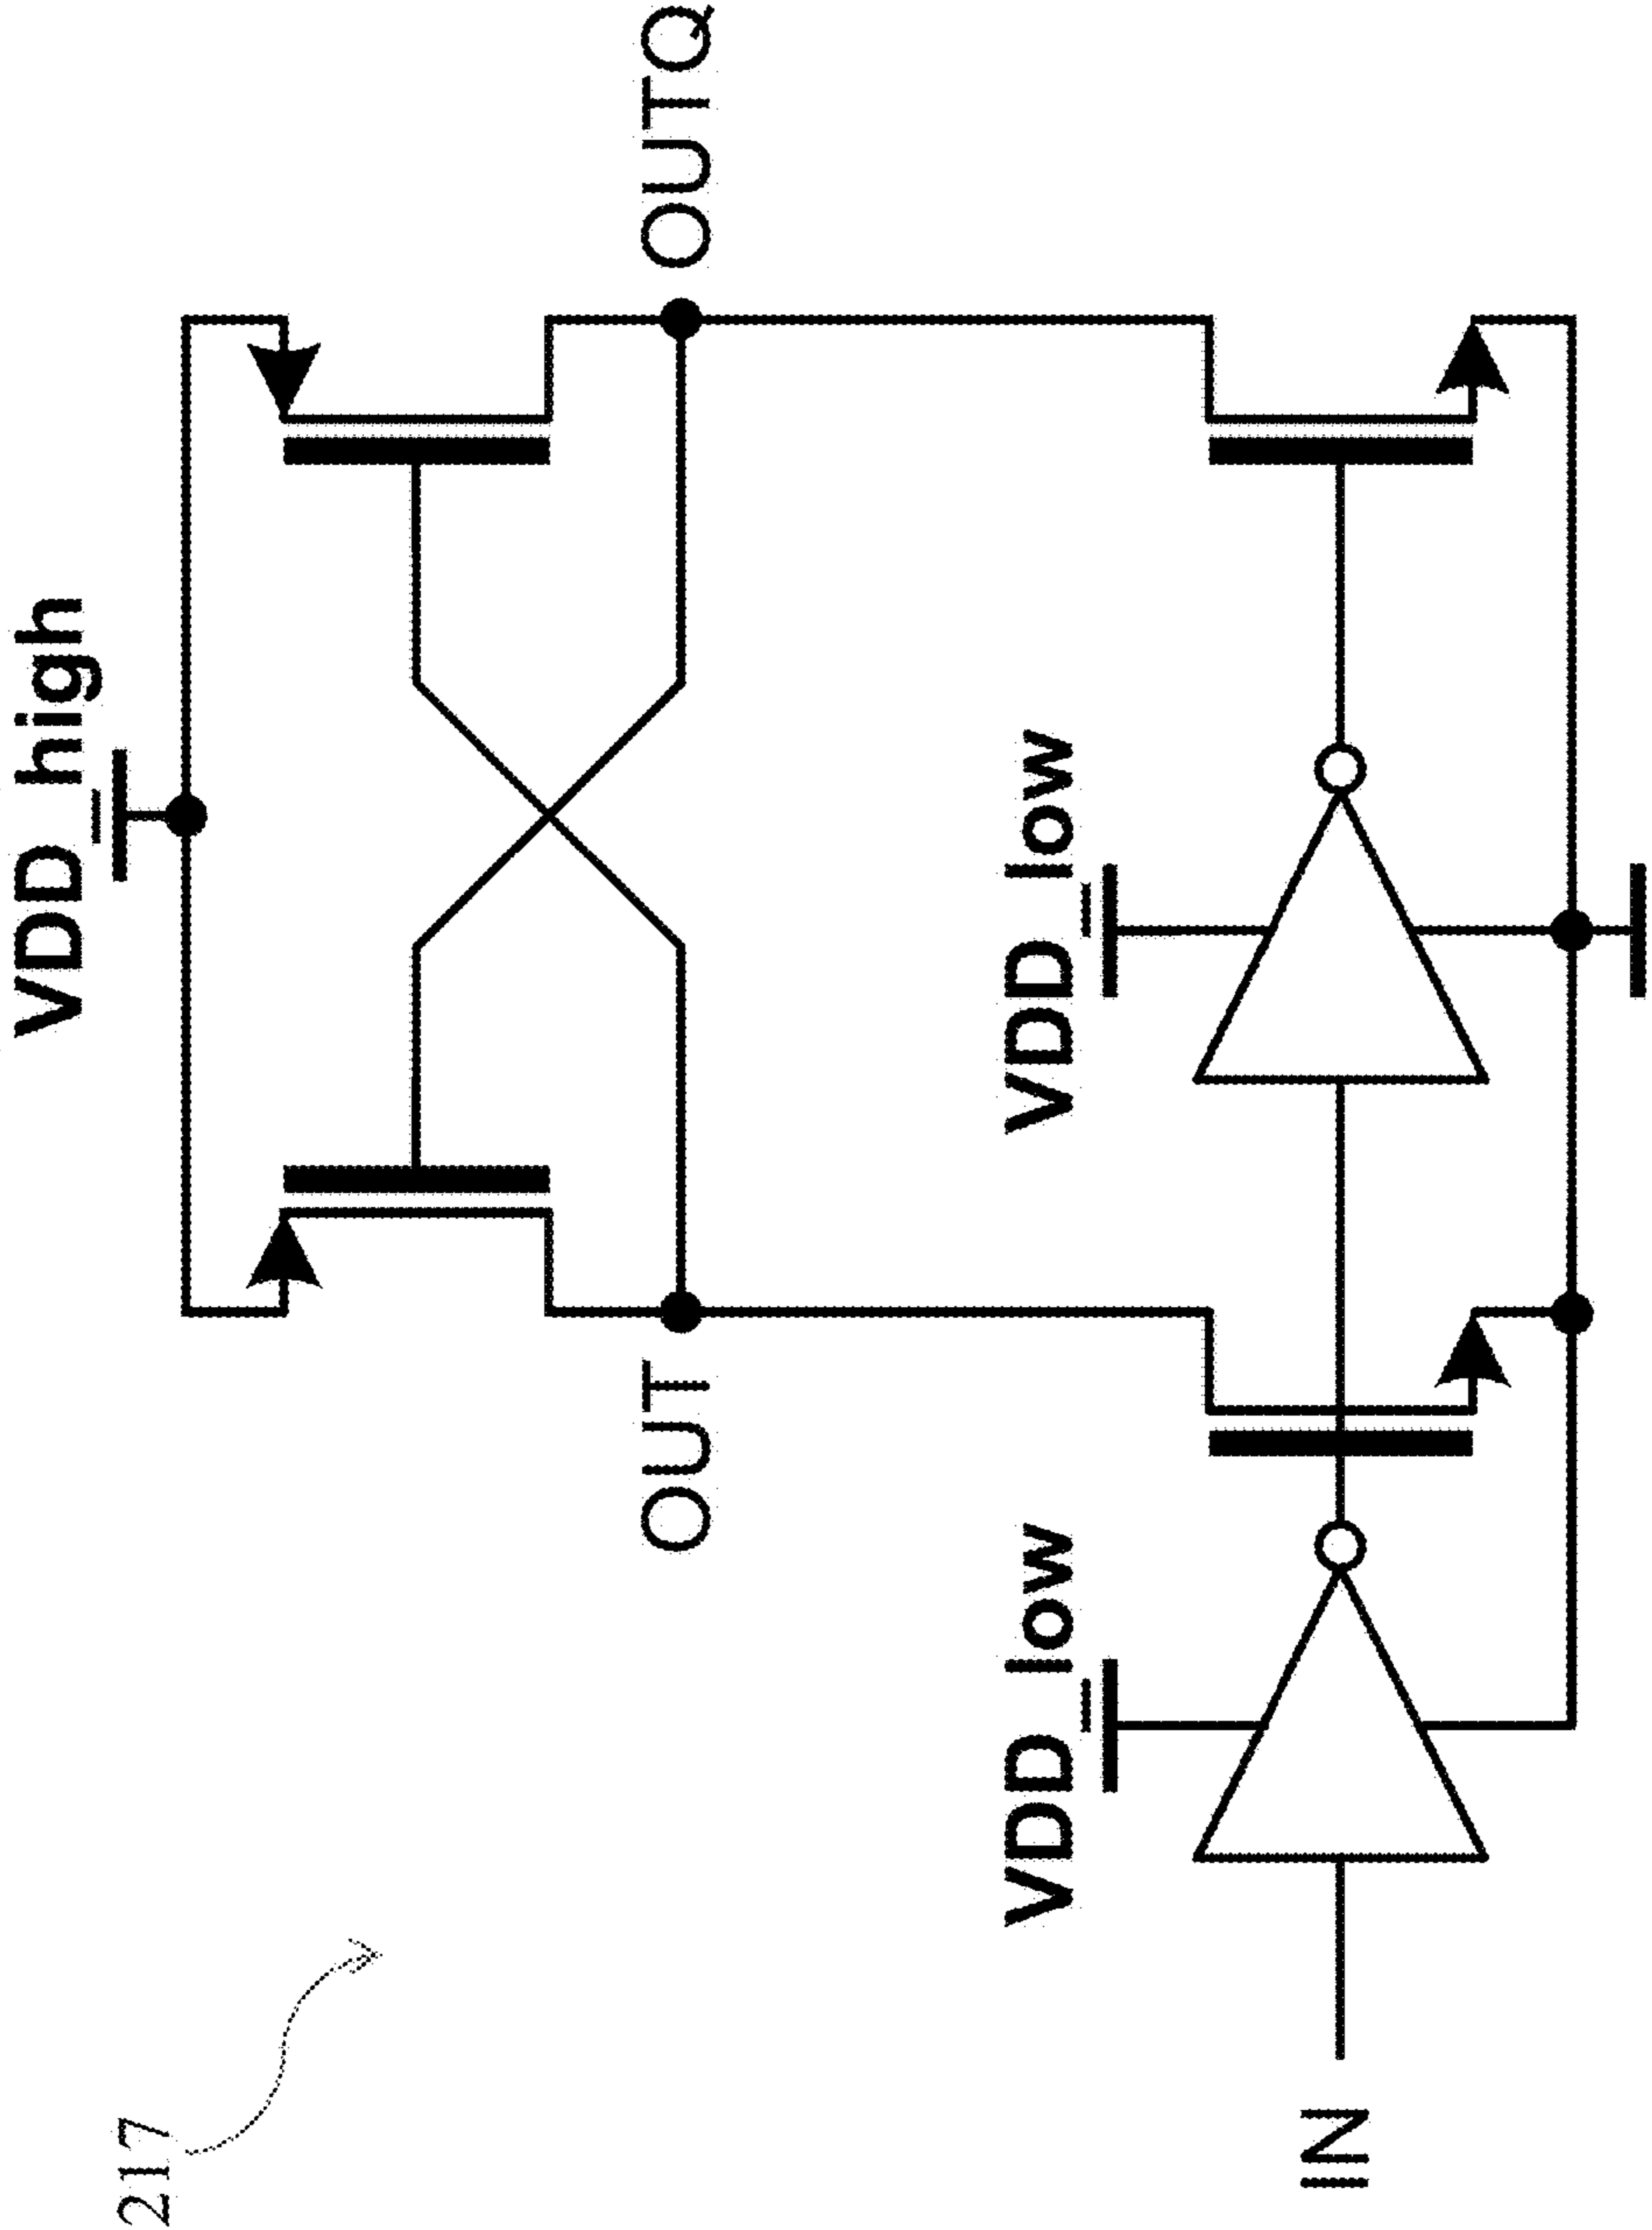 217
VDD_high
OUT
OUTQ
VDD_low
VDD_low
IN